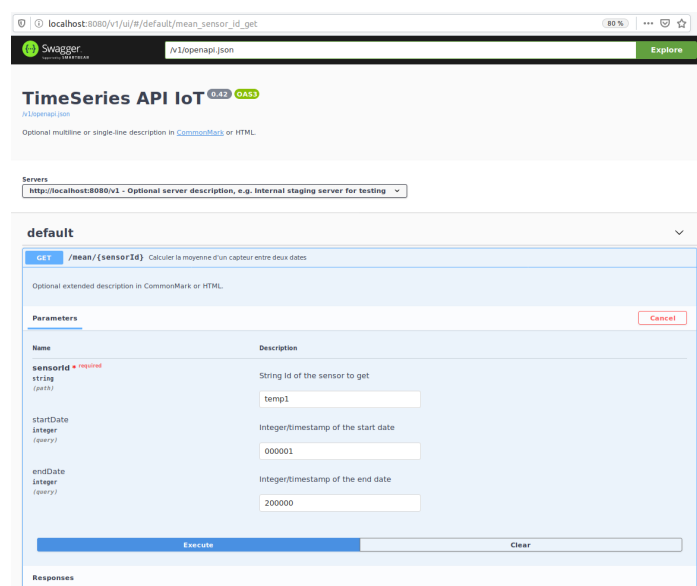 localhost:8080/v1/ui/#/default/mean_sensor_id_get
80 %
Swagger
/v1/openapi.json
Explore
TimeSeries API IoT 0.42 OAS3
/v1/openapi.json
Optional multiline or single-line description in CommonMark or HTML.
Servers
http://localhost:8080/v1 - Optional server description, e.g. Internal staging server for testing
default
GET /mean/{sensorId} Calculer la moyenne d'un capteur entre deux dates
Optional extended description in CommonMark or HTML.
Parameters
Cancel
Name Description
sensorId * required
string
(path)
String Id of the sensor to get
temp1
startDate
integer
(query)
Integer/timestamp of the start date
000001
endDate
integer
(query)
Integer/timestamp of the end date
200000
Execute Clear
Responses